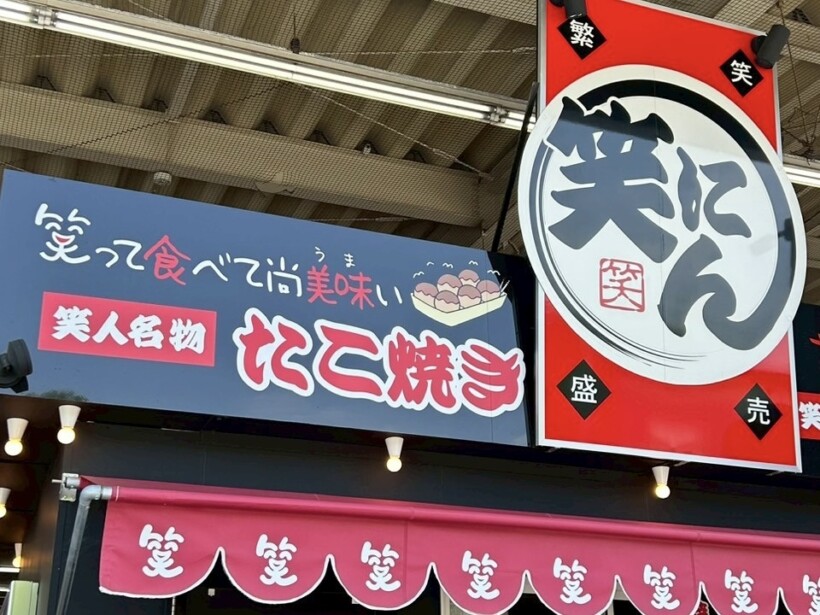 笑って食べて尚美味い
うま
笑人名物
たこ焼き
繁
笑
笑にん
笑
盛
売
笑
笑 笑 笑 笑 笑 笑 笑 笑